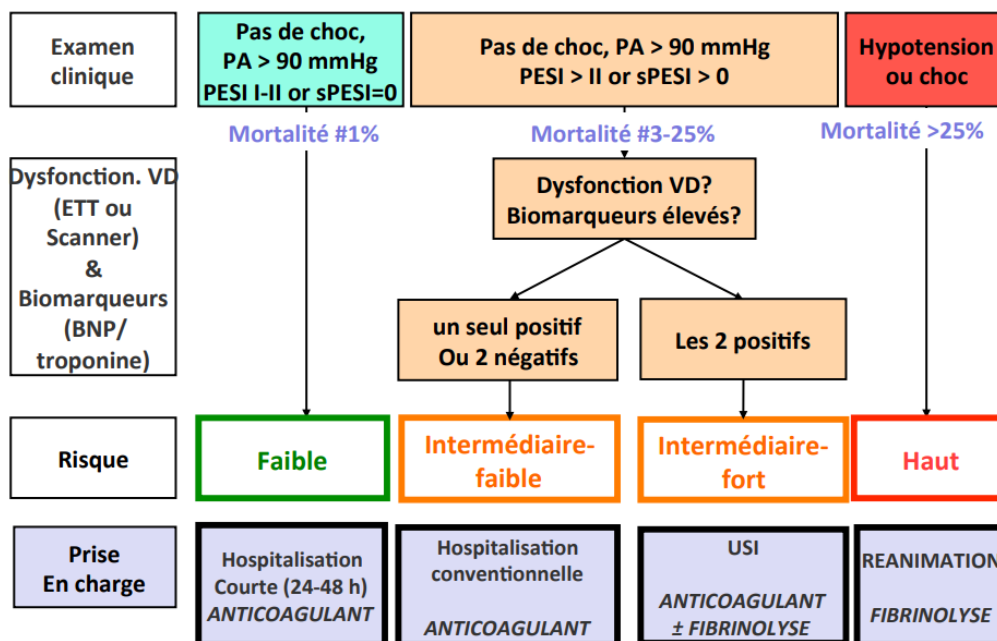 Examen
clinique
Pas de choc,
PA > 90 mmHg
PESI I-II or sPESI=0
Pas de choc, PA > 90 mmHg
PESI > II or sPESI > 0
Hypotension
ou choc
Mortalité #1%
Mortalité #3-25%
Mortalité >25%
Dysfonction. VD
(ETT ou
Scanner)
&
Biomarqueurs
(BNP/
troponine)
Dysfonction VD?
Biomarqueurs élevés?
un seul positif
Ou 2 négatifs
Les 2 positifs
Risque
Faible
Intermédiaire-
faible
Intermédiaire-
fort
Haut
Prise
En charge
Hospitalisation
Courte (24-48 h)
ANTICOAGULANT
Hospitalisation
conventionnelle
ANTICOAGULANT
USI
ANTICOAGULANT
± FIBRINOLYSE
REANIMATION
FIBRINOLYSE